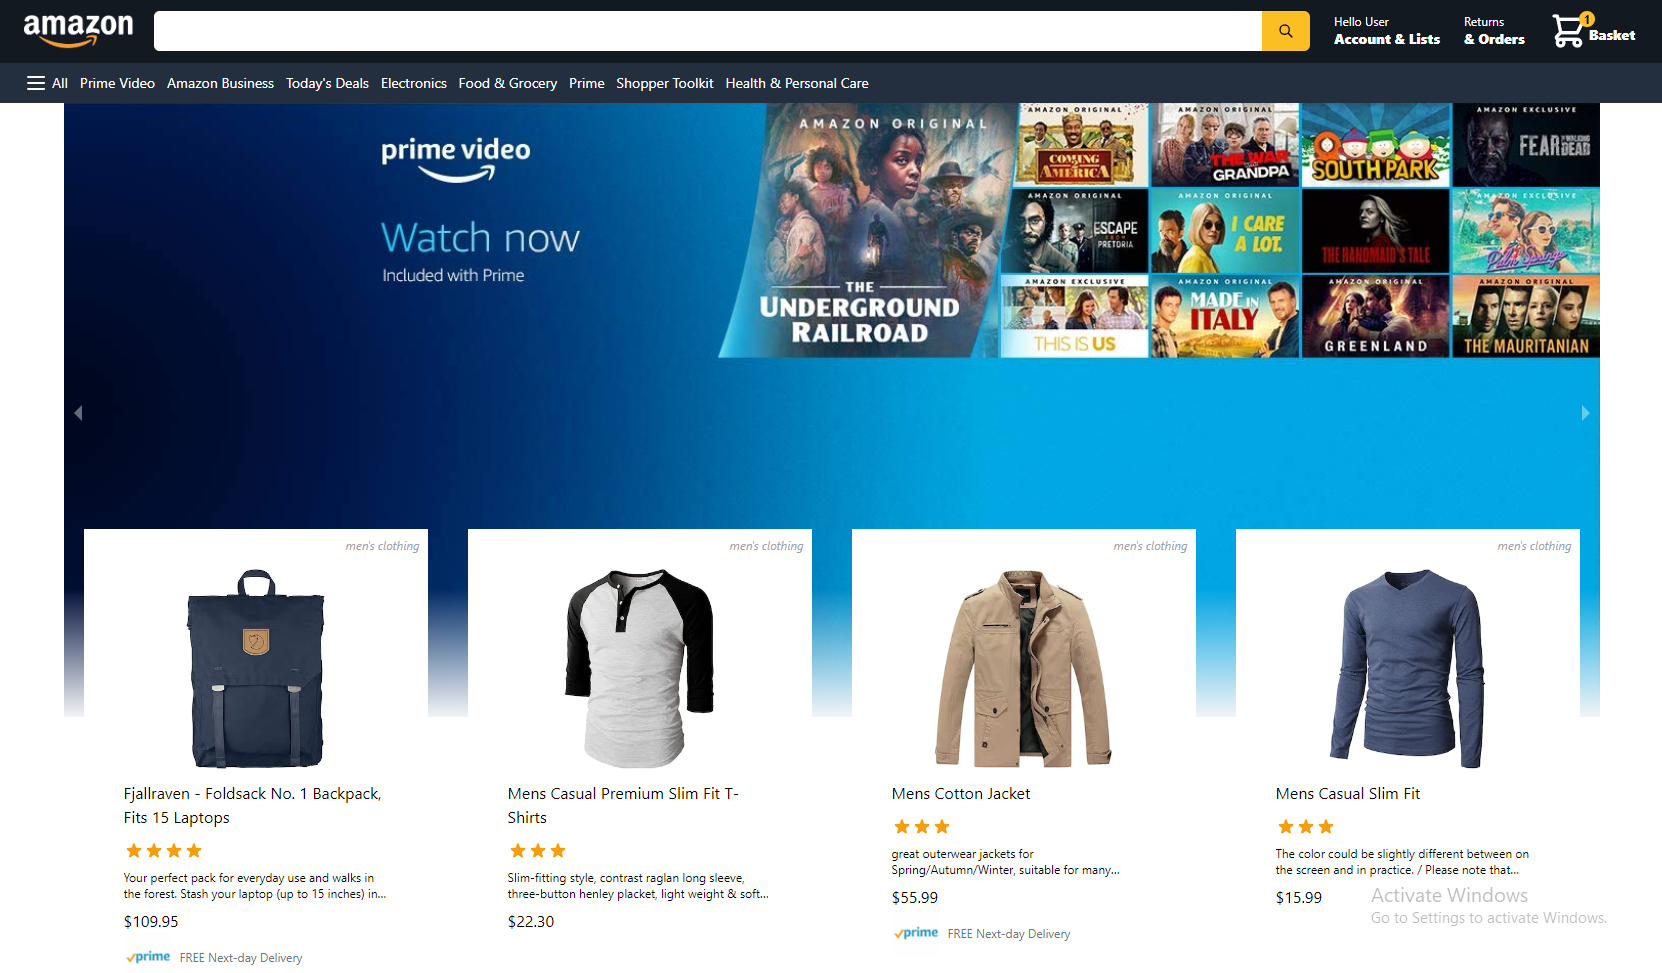 amazon
Hello User
Account & Lists
Returns
& Orders
1
Basket
All Prime Video Amazon Business Today's Deals Electronics Food & Grocery Prime Shopper Toolkit Health & Personal Care
prime video
Watch now
Included with Prime
AMAZON ORIGINAL
THE
UNDERGROUND
RAILROAD
AMAZON ORIGINAL
COMING
AMERICA
AMAZON ORIGINAL
THE WAR
GRANDPA
SOUTH PARK
AMAZON EXCLUSIVE
FEAR THE WALKING
DEAD
AMAZON ORIGINAL
ESCAPE
FROM
PRETORIA
AMAZON ORIGINAL
I CARE
A LOT.
THE HANDMAID'S TALE
AMAZON EXCLUSIVE
Palm Springs
AMAZON EXCLUSIVE
THIS IS US
MADE IN
ITALY
AMAZON ORIGINAL
GREENLAND
AMAZON ORIGINAL
THE MAURITANIAN
men's clothing
Fjallraven - Foldsack No. 1 Backpack,
Fits 15 Laptops
Your perfect pack for everyday use and walks in
the forest. Stash your laptop (up to 15 inches) in...
$109.95
prime FREE Next-day Delivery
men's clothing
Mens Casual Premium Slim Fit T-
Shirts
Slim-fitting style, contrast raglan long sleeve,
three-button henley placket, light weight & soft...
$22.30
men's clothing
Mens Cotton Jacket
great outerwear jackets for
Spring/Autumn/Winter, suitable for many...
$55.99
prime FREE Next-day Delivery
men's clothing
Mens Casual Slim Fit
The color could be slightly different between on
the screen and in practice. / Please note that...
$15.99
Activate Windows
Go to Settings to activate Windows.